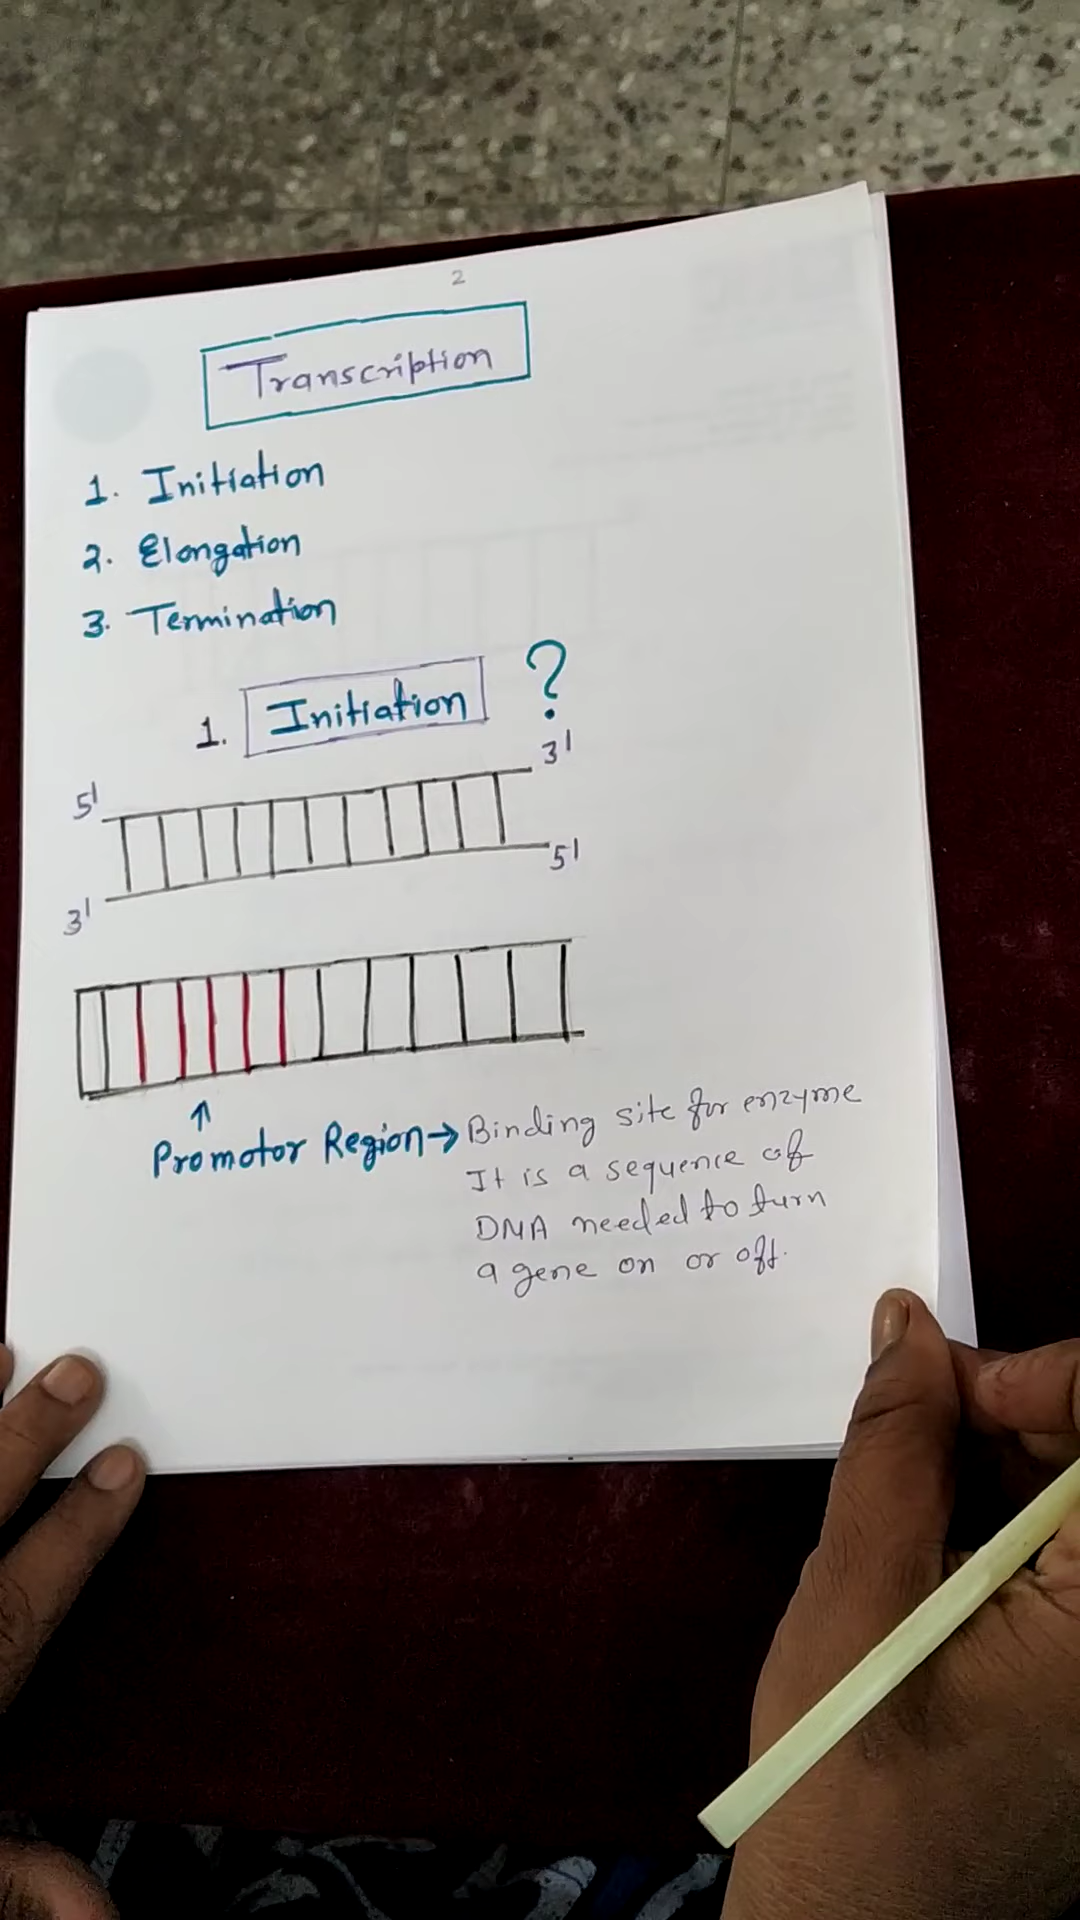 2
Transcription
1. Initiation
2. Elongation
3. Termination
1. Initiation ?
5' 3'
3' 5'
Promotor Region → Binding site for enzyme
It is a sequence of
DNA needed to turn
a gene on or off.